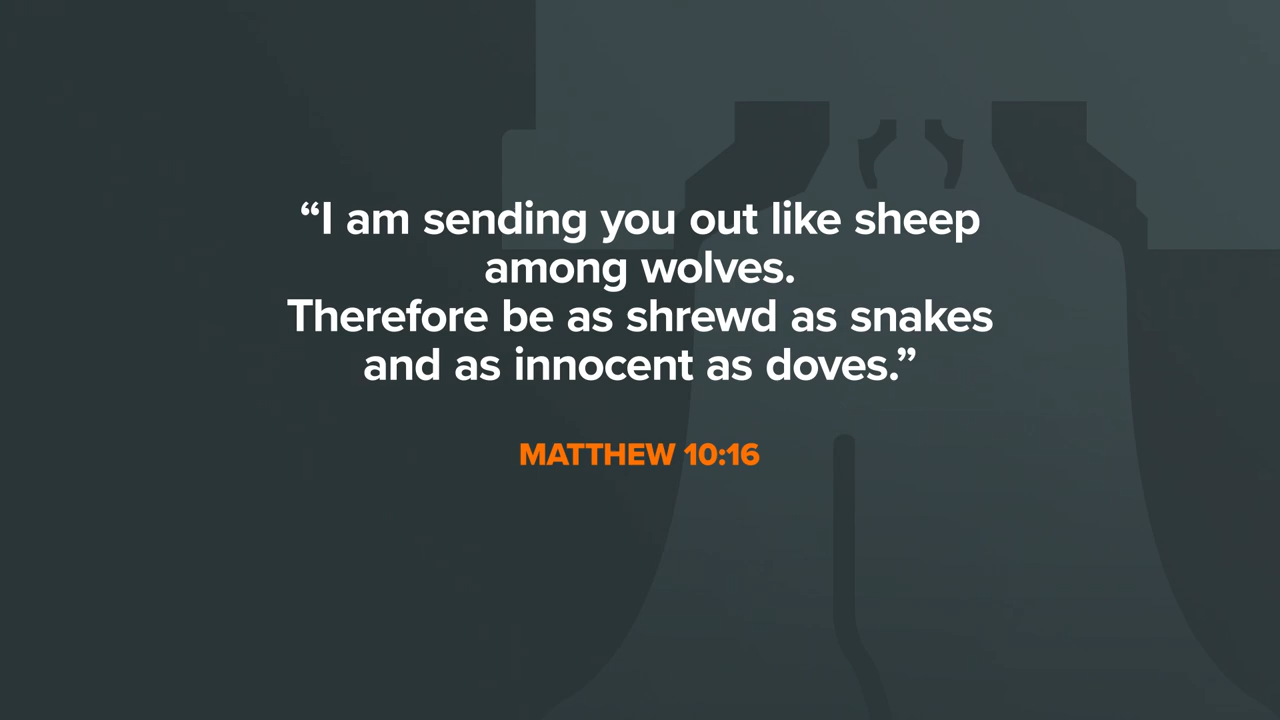 “I am sending you out like sheep
among wolves.
Therefore be as shrewd as snakes
and as innocent as doves.”
MATTHEW 10:16